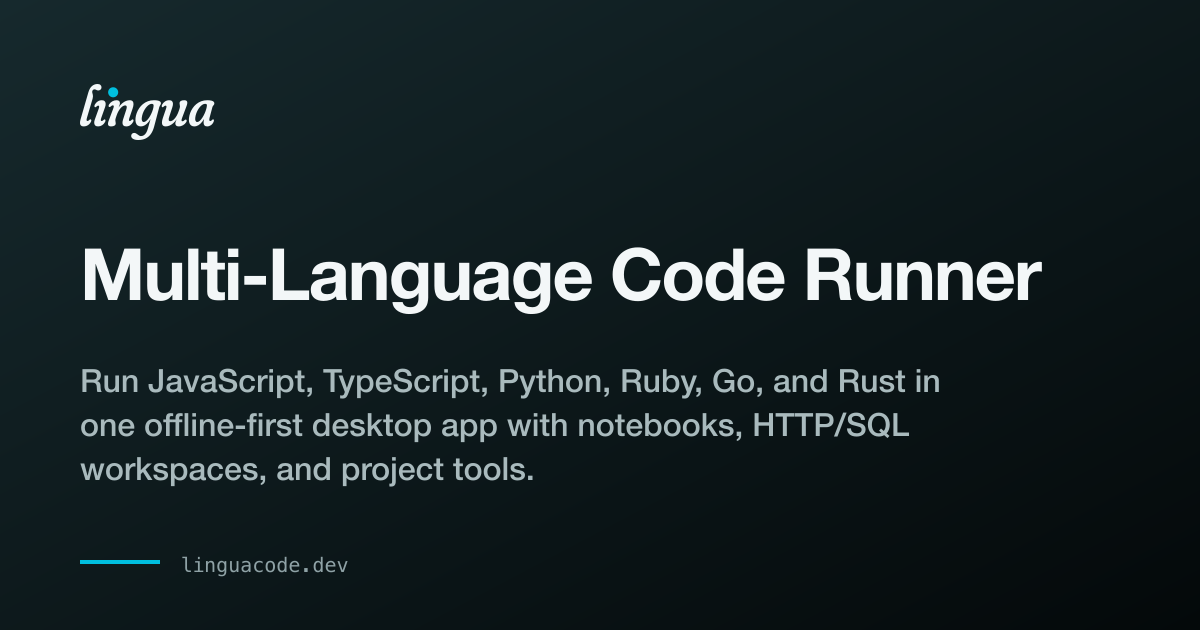 lingua
Multi-Language Code Runner
Run JavaScript, TypeScript, Python, Ruby, Go, and Rust in
one offline-first desktop app with notebooks, HTTP/SQL
workspaces, and project tools.
linguacode.dev